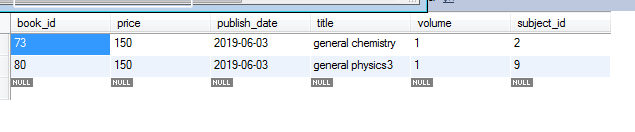 book_id price publish_date title volume subject_id
73 150 2019-06-03 general chemistry 1 2
80 150 2019-06-03 general physics3 1 9
NULL NULL NULL NULL NULL NULL